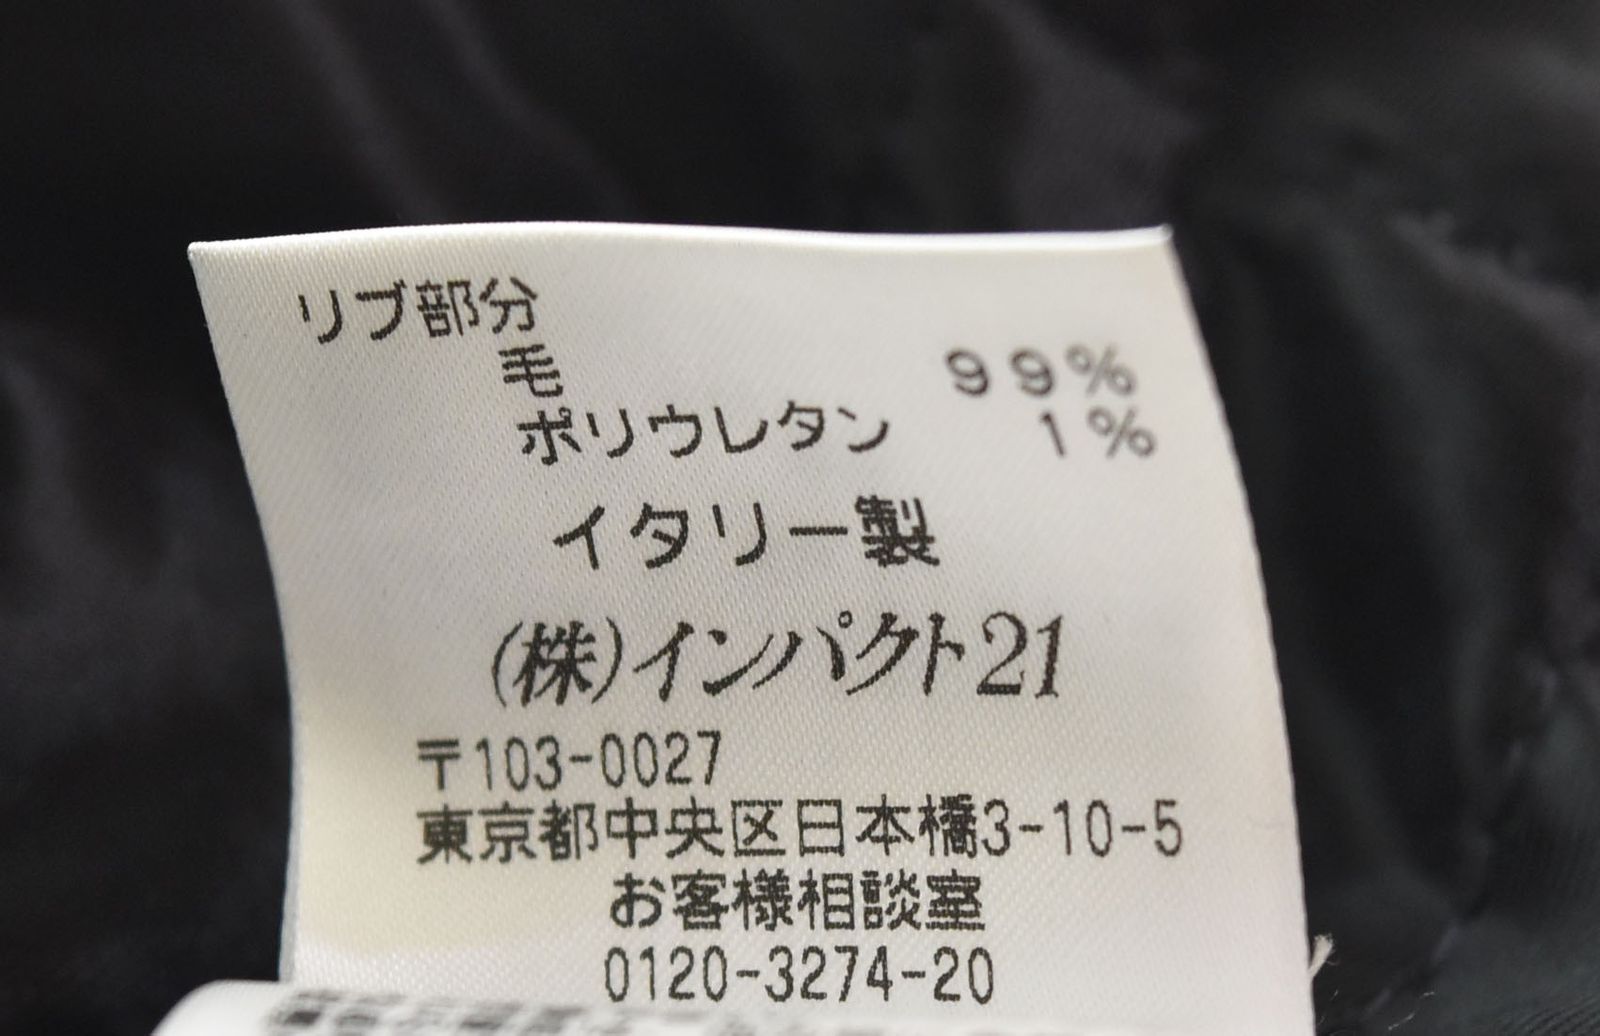 リブ部分
毛 99%
ポリウレタン 1%
イタリー製
(株)インパクト21
〒103-0027
東京都中央区日本橋3-10-5
お客様相談室
0120-3274-20